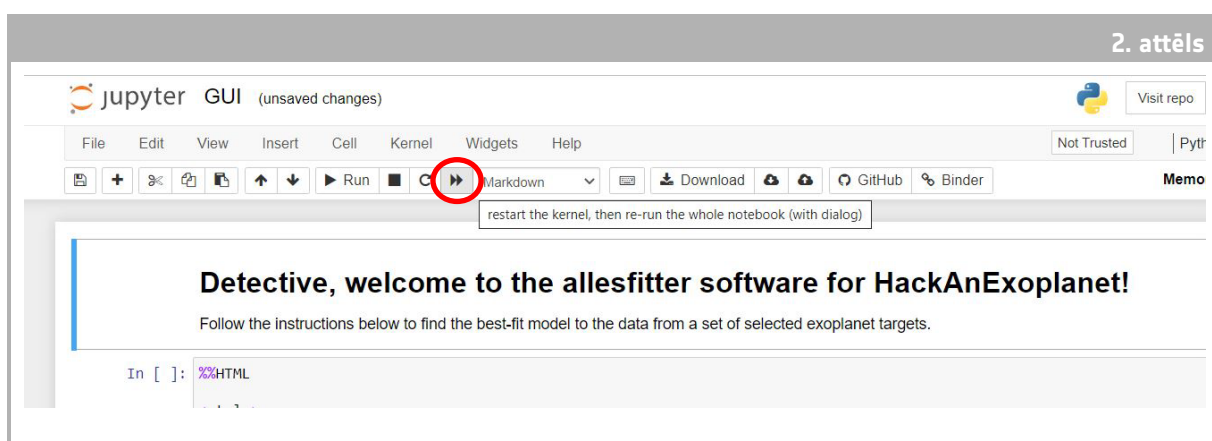 2. attēls
jupyter GUI (unsaved changes) Visit repo
File Edit View Insert Cell Kernel Widgets Help Not Trusted Pyth
Run Markdown Download GitHub Binder Memo
restart the kernel, then re-run the whole notebook (with dialog)
Detective, welcome to the allesfitter software for HackAnExoplanet!
Follow the instructions below to find the best-fit model to the data from a set of selected exoplanet targets.
In [ ]: %%HTML